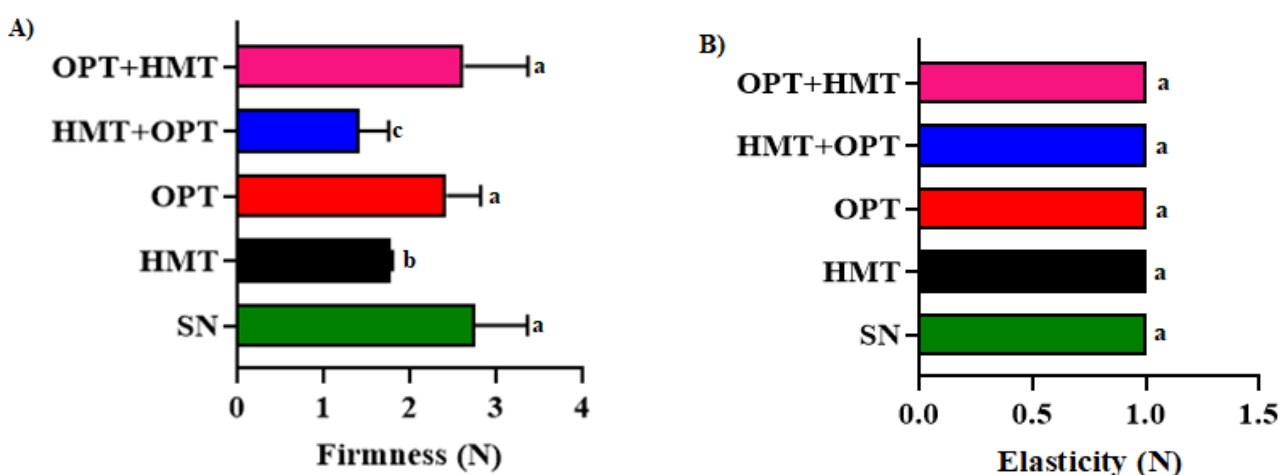 A)
OPT+HMT a
HMT+OPT c
OPT a
HMT b
SN a
0 1 2 3 4
Firmness (N)
B)
OPT+HMT a
HMT+OPT a
OPT a
HMT a
SN a
0.0 0.5 1.0 1.5
Elasticity (N)